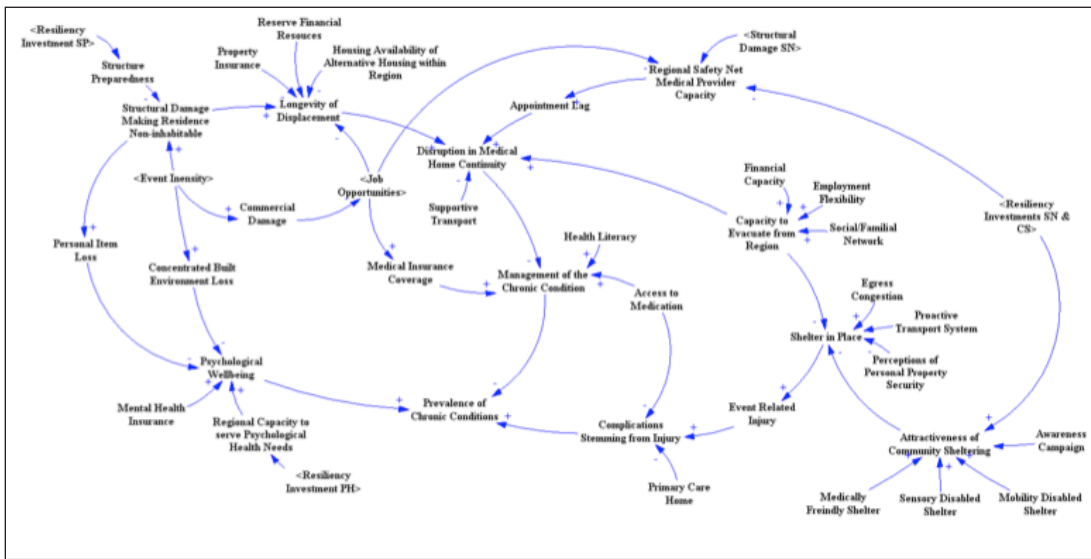 <Resiliency
Investment SP>
Structure
Preparedness
Structural Damage
Making Residence
Non-inhabitable
<Event Inensity>
Personal Item
Loss
Concentrated Built
Environment Loss
Commercial
Damage
Property
Insurance
Reserve Financial
Resouces
Housing Availability of
Alternative Housing within
Region
Longevity of
Displacement
<Job
Opportunities>
Medical Insurance
Coverage
Appointment Lag
Disruption in Medical
Home Continuity
Supportive
Transport
<Structural
Damage SN>
Regional Safety Net
Medical Provider
Capacity
Health Literacy
Management of the
Chronic Condition
Access to
Medication
Financial
Capacity
Employment
Flexibility
Social/Familial
Network
Capacity to
Evacuate from
Region
<Resiliency
Investments SN &
CS>
Egress
Congestion
Proactive
Transport System
Shelter in Place
Perceptions of
Personal Property
Security
Psychological
Wellbeing
Mental Health
Insurance
Regional Capacity to
serve Psychological
Health Needs
<Resiliency
Investment PH>
Prevalence of
Chronic Conditions
Complications
Stemming from Injury
Event Related
Injury
Primary Care
Home
Attractiveness of
Community Sheltering
Awareness
Campaign
Medically
Freindly Shelter
Sensory Disabled
Shelter
Mobility Disabled
Shelter